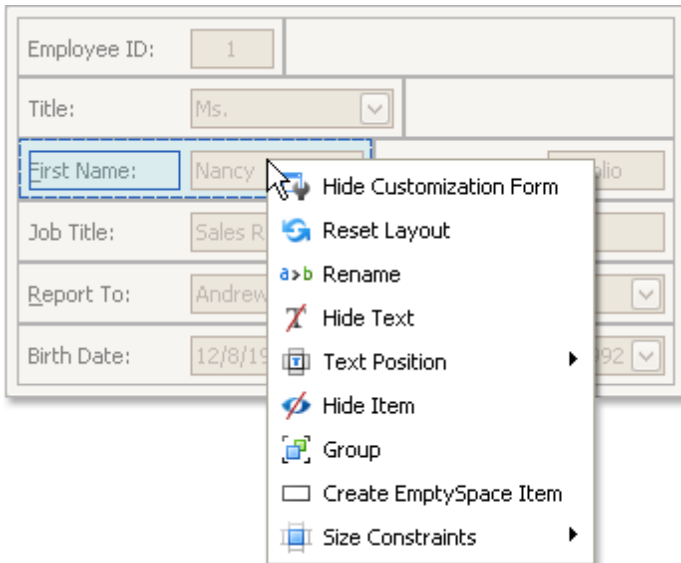 Employee ID: 1
Title: Ms.
First Name: Nancy
Hide Customization Form
Job Title:
Reset Layout
Rename
Report To: Andrew
Hide Text
Birth Date:
Text Position
Hide Item
Group
Create EmptySpace Item
Size Constraints